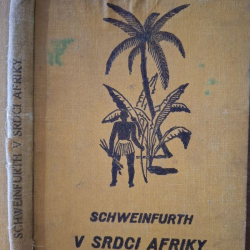 SCHWEINFURTH V SRDCI AFRIKY
SCHWEINFURTH
V SRDCI AFRIKY